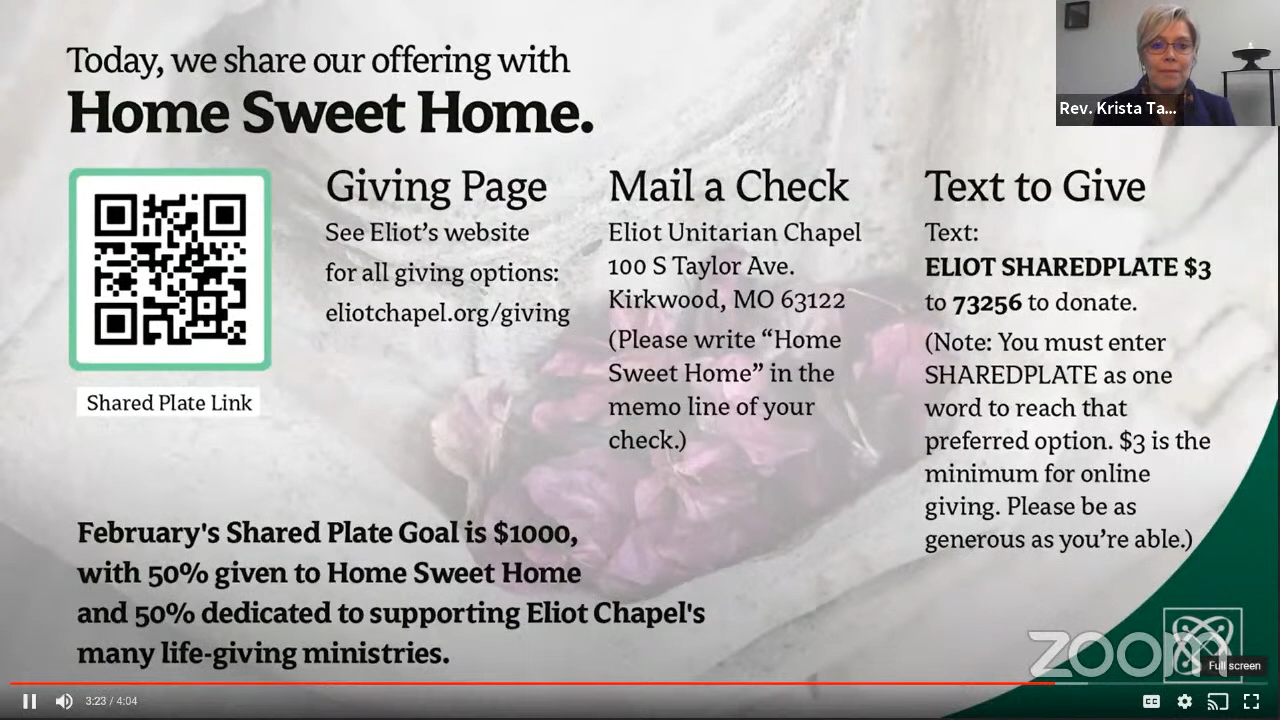 Today, we share our offering with
Home Sweet Home.
Rev. Krista Ta...
Shared Plate Link
Giving Page
See Eliot's website
for all giving options:
eliotchapel.org/giving
Mail a Check
Eliot Unitarian Chapel
100 S Taylor Ave.
Kirkwood, MO 63122
(Please write “Home
Sweet Home” in the
memo line of your
check.)
Text to Give
Text:
ELIOT SHAREDPLATE $3
to 73256 to donate.
(Note: You must enter
SHAREDPLATE as one
word to reach that
preferred option. $3 is the
minimum for online
giving. Please be as
generous as you’re able.)
February's Shared Plate Goal is $1000,
with 50% given to Home Sweet Home
and 50% dedicated to supporting Eliot Chapel's
many life-giving ministries.
zoom
Full screen
3:23 / 4:04
CC